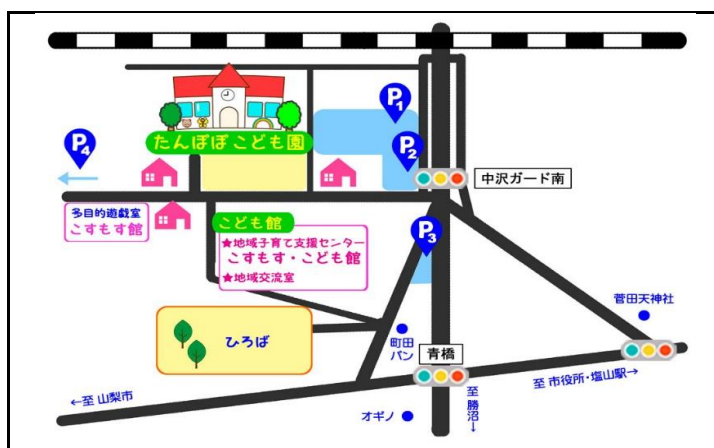 P1
たんぽぽこども園
P4
P2
中沢ガード南
多目的遊戯室
こすもす館
こども館
★地域子育て支援センター
こすもす・こども館
★地域交流室
P3
菅田天神社
ひろば
町田
パン
青橋
←至 山梨市
至 市役所・塩山駅→
オギノ
至 勝沼→